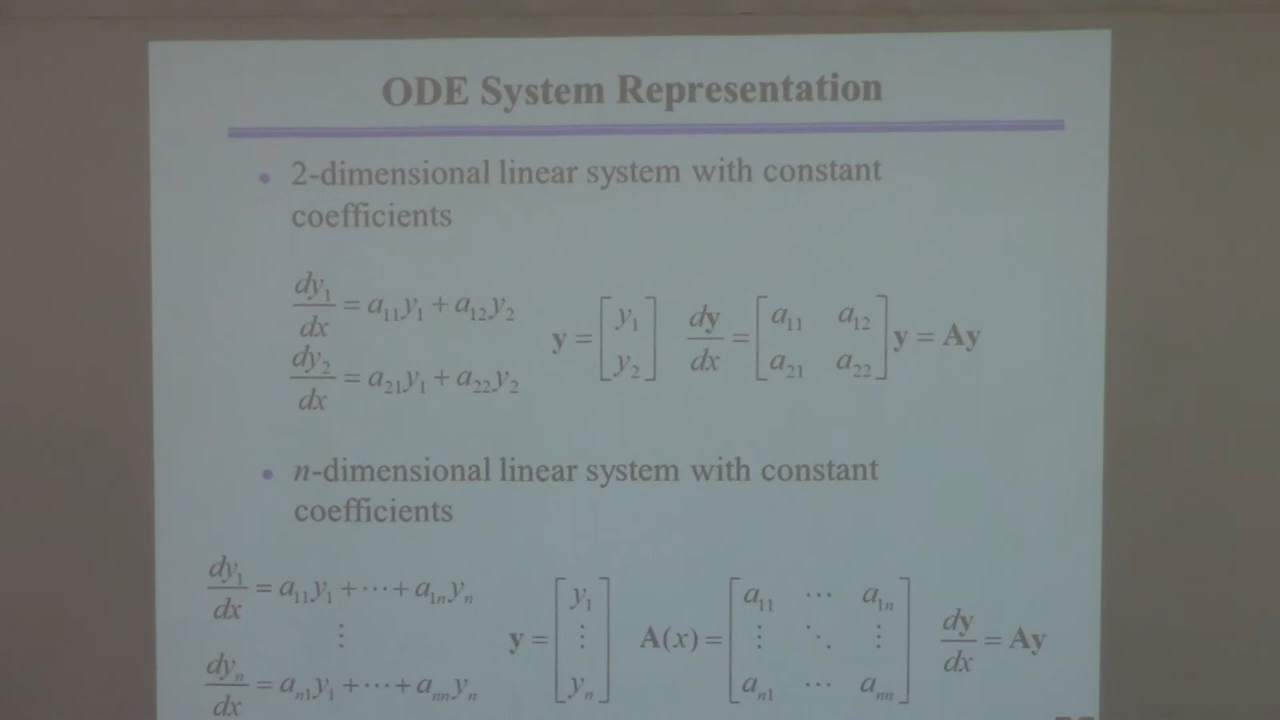 ODE System Representation
• 2-dimensional linear system with constant
coefficients
dy₁/dx = a₁₁y₁ + a₁₂y₂
dy₂/dx = a₂₁y₁ + a₂₂y₂
y = [y₁ y₂] dy/dx = [a₁₁ a₁₂ a₂₁ a₂₂] y = Ay
• n-dimensional linear system with constant
coefficients
dy₁/dx = a₁₁y₁ + ⋯ + a₁ₙyₙ
⋮
dyₙ/dx = aₙ₁y₁ + ⋯ + aₙₙyₙ
y = [y₁ ⋮ yₙ] A(x) = [a₁₁ ⋯ a₁ₙ ⋮ ⋱ ⋮ aₙ₁ ⋯ aₙₙ] dy/dx = Ay